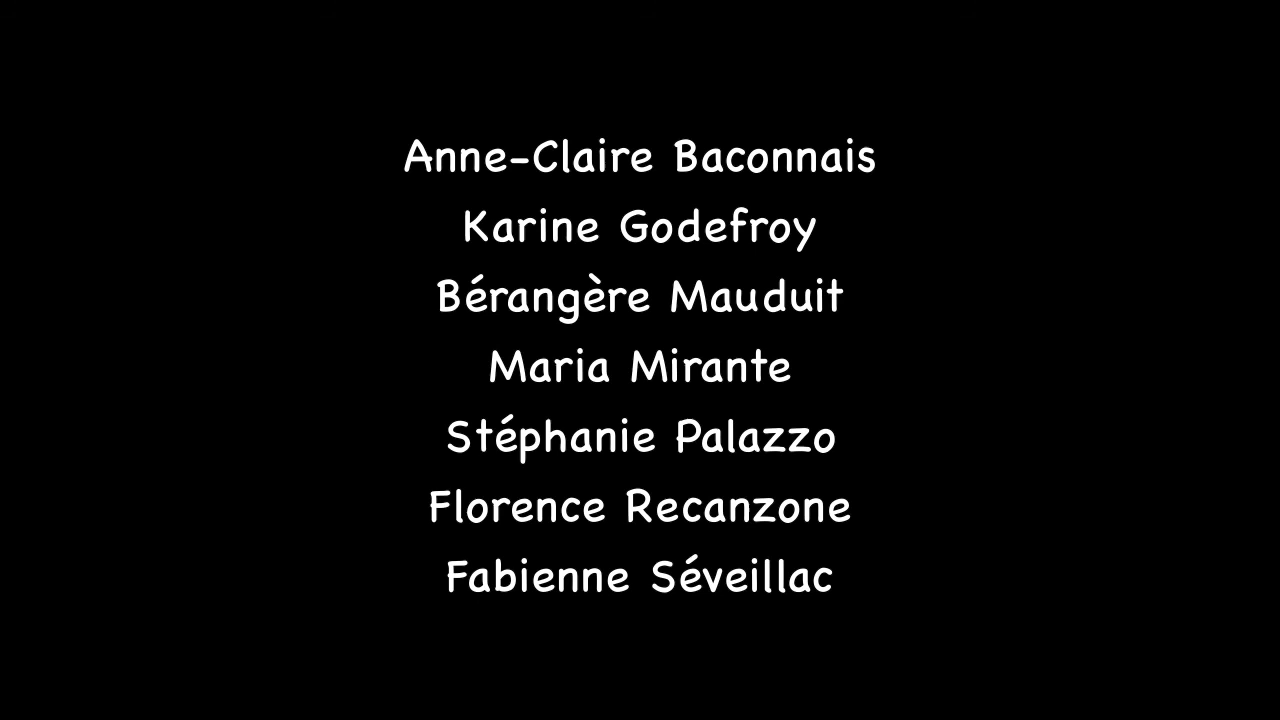 Anne-Claire Baconnais
Karine Godefroy
Bérangère Mauduit
Maria Mirante
Stéphanie Palazzo
Florence Recanzone
Fabienne Séveillac